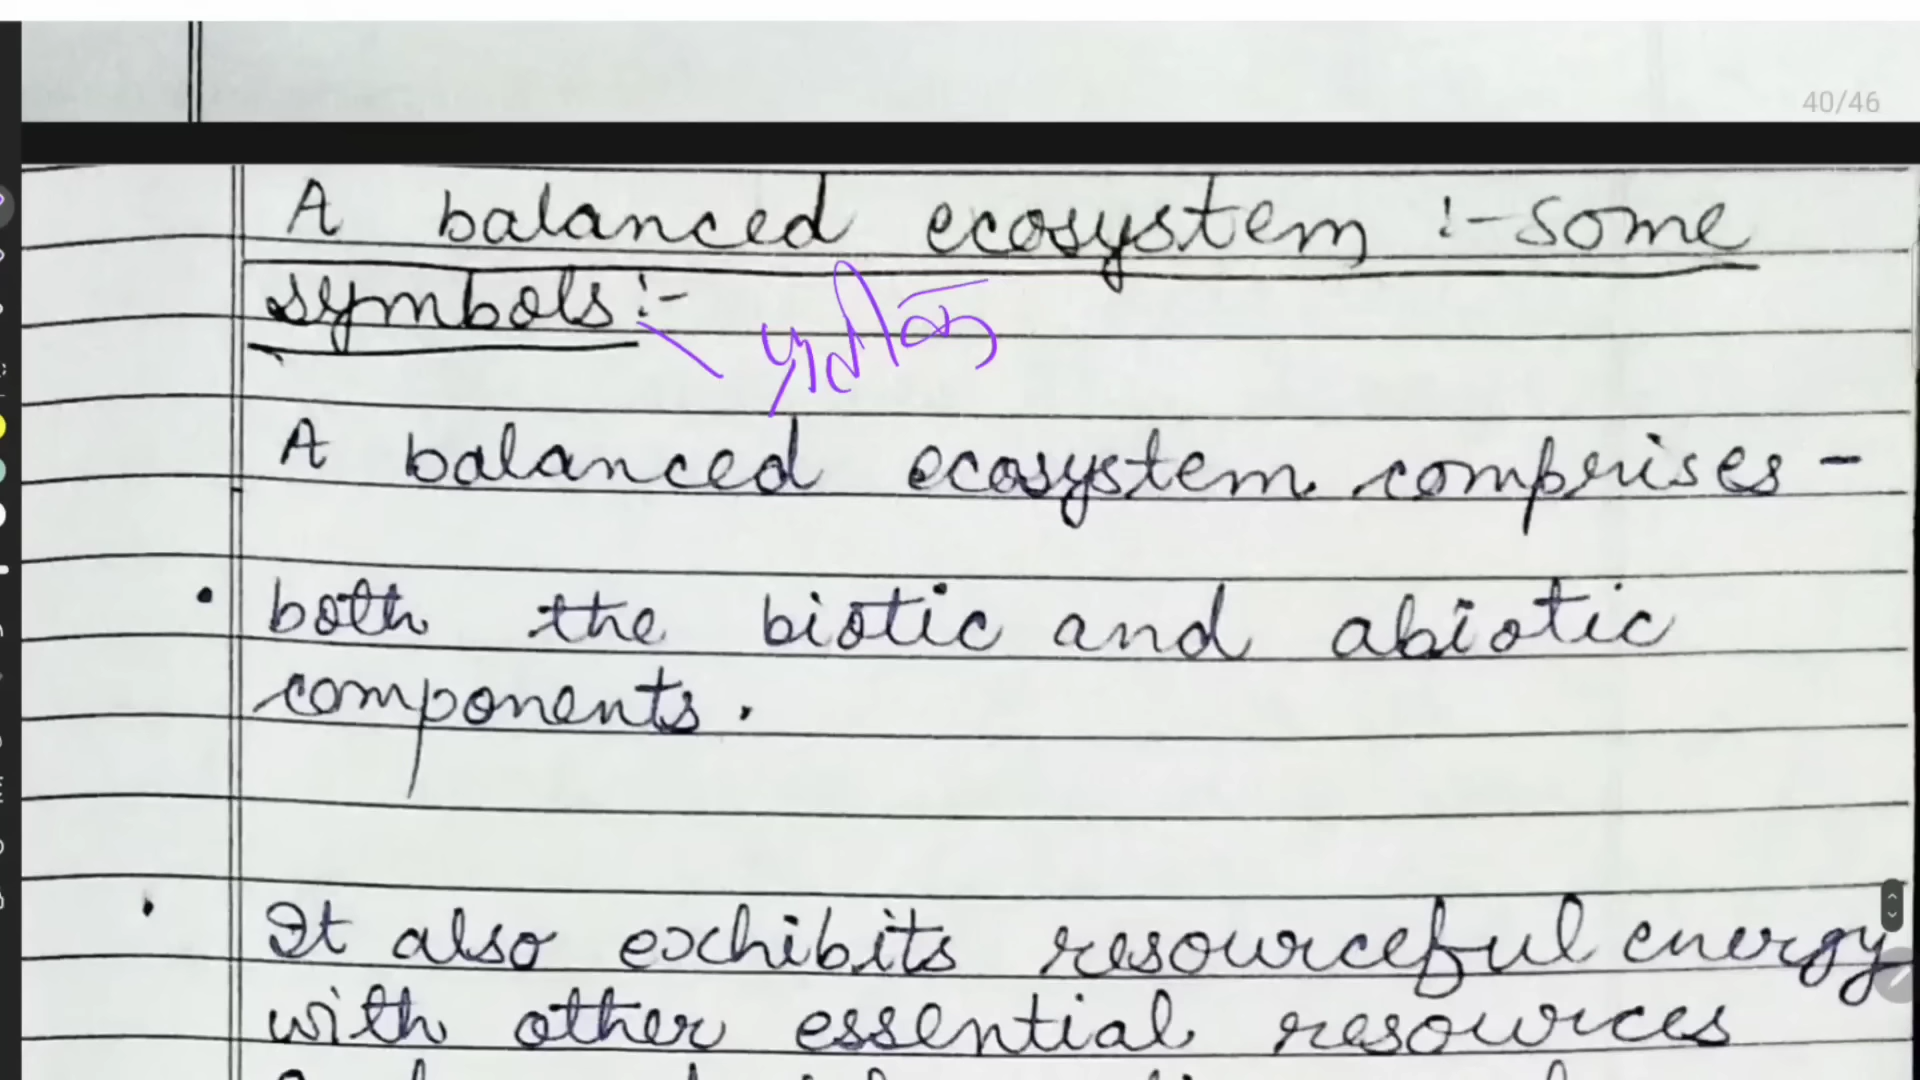 40/46
A balanced ecosystem :- some
symbols :-
A balanced ecosystem comprises -
• both the biotic and abiotic
components.
• It also exhibits resourceful energy
with other essential resources